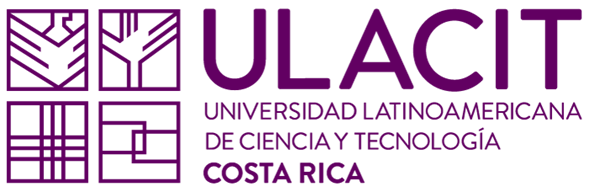 ULACIT
UNIVERSIDAD LATINOAMERICANA
DE CIENCIA Y TECNOLOGÍA
COSTA RICA